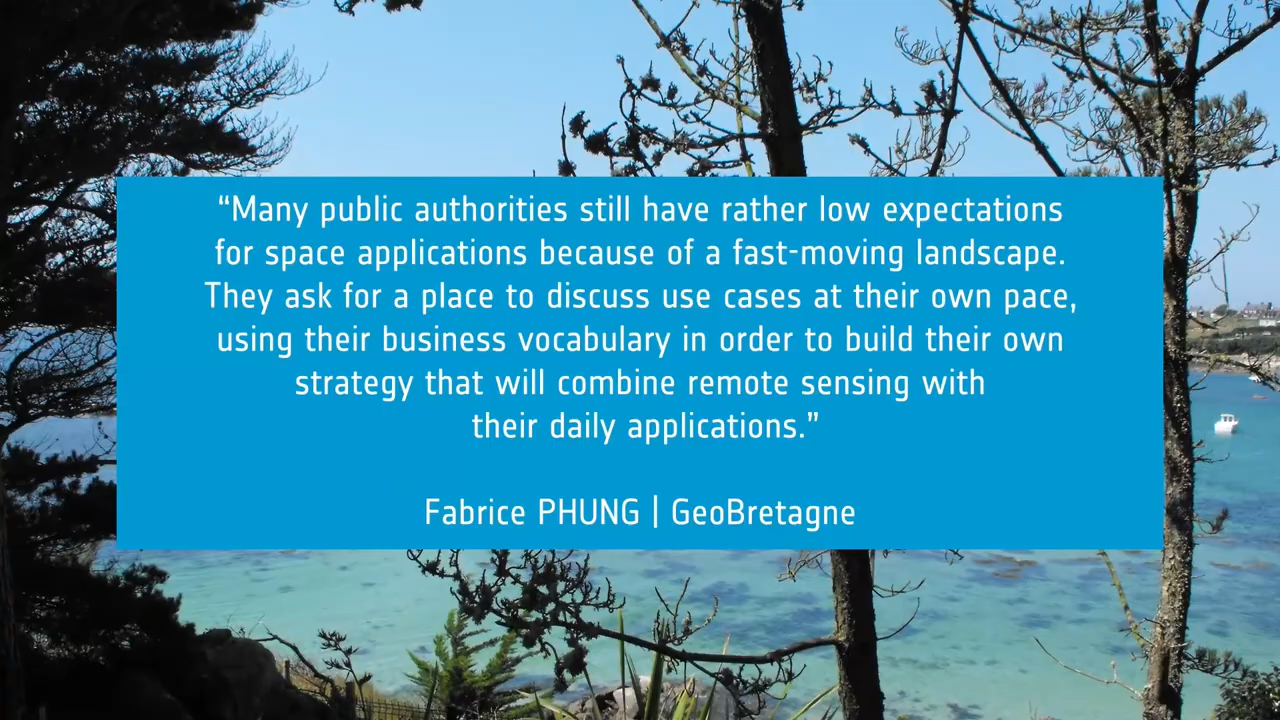 “Many public authorities still have rather low expectations
for space applications because of a fast-moving landscape.
They ask for a place to discuss use cases at their own pace,
using their business vocabulary in order to build their own
strategy that will combine remote sensing with
their daily applications.”
Fabrice PHUNG | GeoBretagne